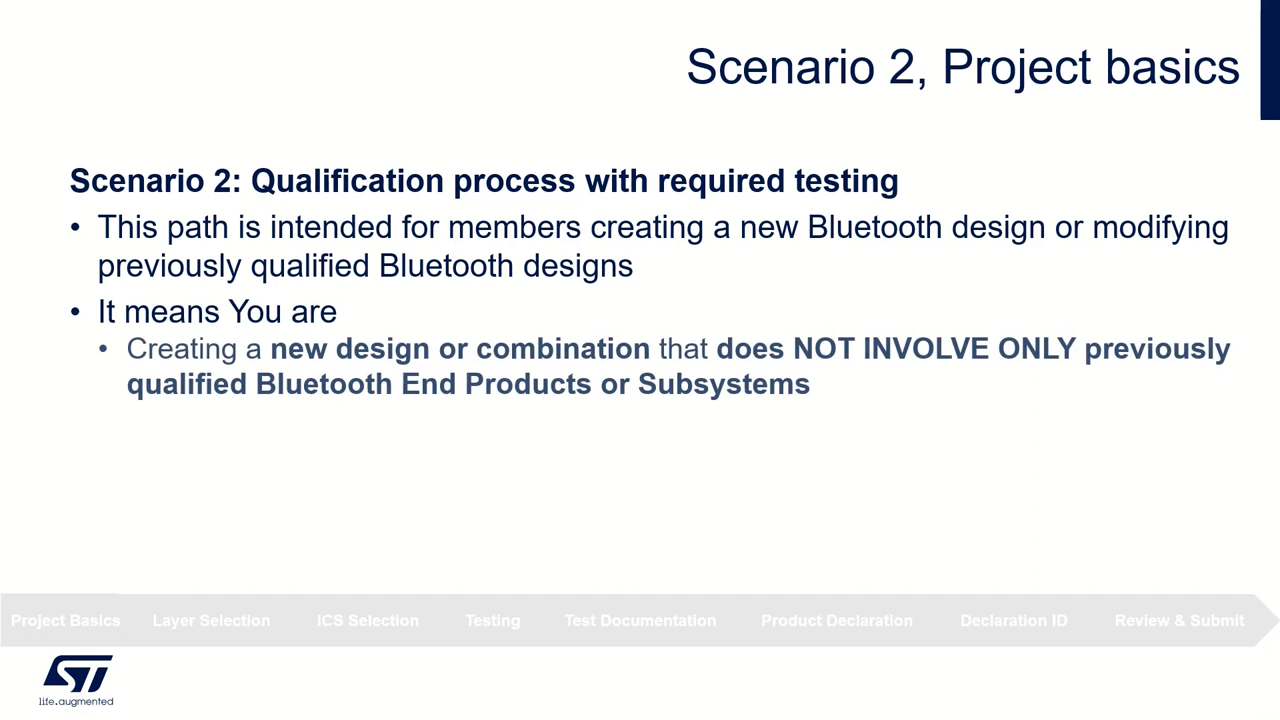 Scenario 2, Project basics
Scenario 2: Qualification process with required testing
• This path is intended for members creating a new Bluetooth design or modifying
previously qualified Bluetooth designs
• It means You are
• Creating a new design or combination that does NOT INVOLVE ONLY previously
qualified Bluetooth End Products or Subsystems
Project Basics Layer Selection ICS Selection Testing Test Documentation Product Declaration Declaration ID Review & Submit
ST
life.augmented